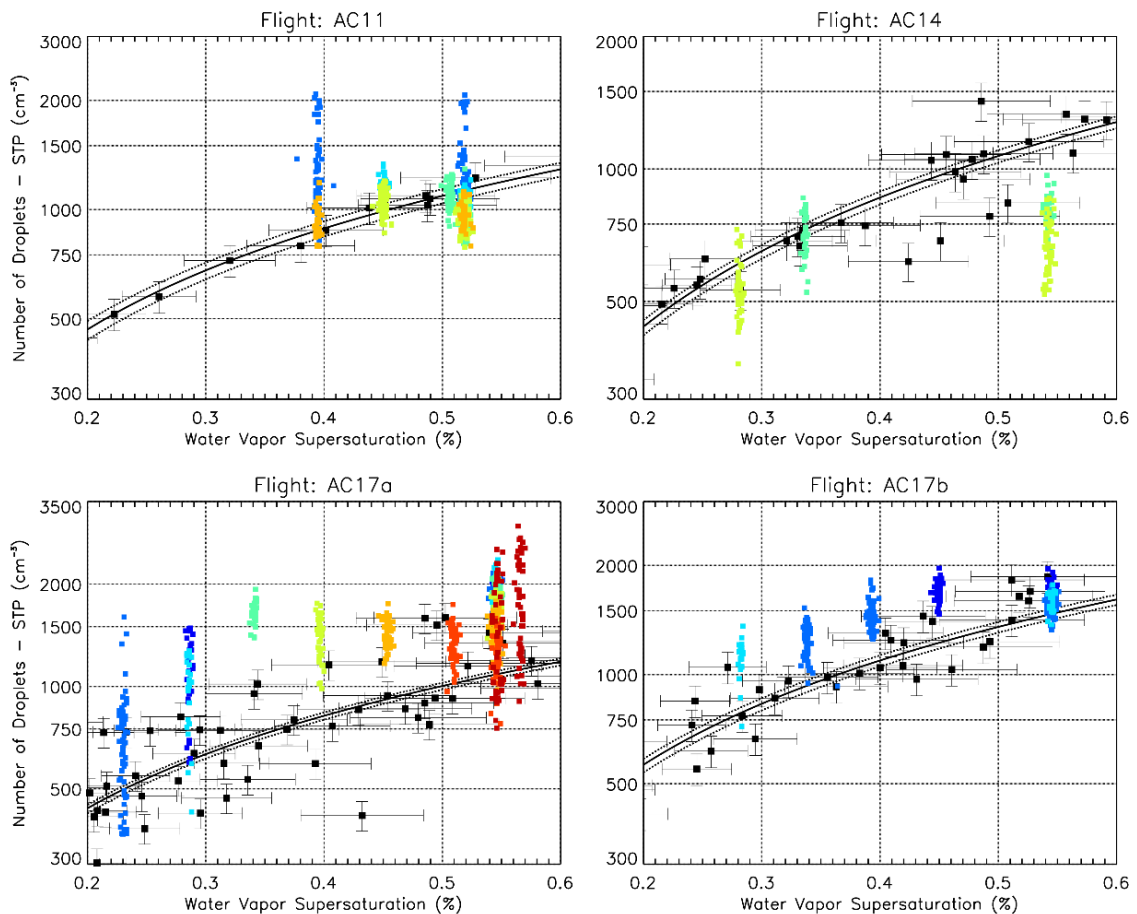 Flight: AC11
Number of Droplets – STP (cm⁻³)
3000
2000
1500
1000
750
500
300
0.2 0.3 0.4 0.5 0.6
Water Vapor Supersaturation (%)
Flight: AC14
2000
1500
1000
750
500
300
0.2 0.3 0.4 0.5 0.6
Water Vapor Supersaturation (%)
Flight: AC17a
Number of Droplets – STP (cm⁻³)
3500
2000
1500
1000
750
500
300
0.2 0.3 0.4 0.5 0.6
Water Vapor Supersaturation (%)
Flight: AC17b
3000
2000
1500
1000
750
500
300
0.2 0.3 0.4 0.5 0.6
Water Vapor Supersaturation (%)